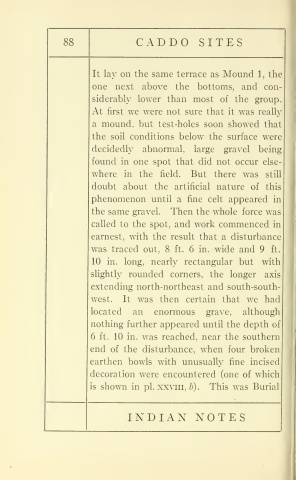 88
CADDO SITES
It lay on the same terrace as Mound 1, the
one next above the bottoms, and con-
siderably lower than most of the group.
At first we were not sure that it was really
a mound, but test-holes soon showed that
the soil conditions below the surface were
decidedly abnormal, large gravel being
found in one spot that did not occur else-
where in the field. But there was still
doubt about the artificial nature of this
phenomenon until a fine celt appeared in
the same gravel. Then the whole force was
called to the spot, and work commenced in
earnest, with the result that a disturbance
was traced out, 8 ft. 6 in. wide and 9 ft.
10 in. long, nearly rectangular but with
slightly rounded corners, the longer axis
extending north-northeast and south-south-
west. It was then certain that we had
located an enormous grave, although
nothing further appeared until the depth of
6 ft. 10 in. was reached, near the southern
end of the disturbance, when four broken
earthen bowls with unusually fine incised
decoration were encountered (one of which
is shown in pl. XXVIII, b). This was Burial
INDIAN NOTES